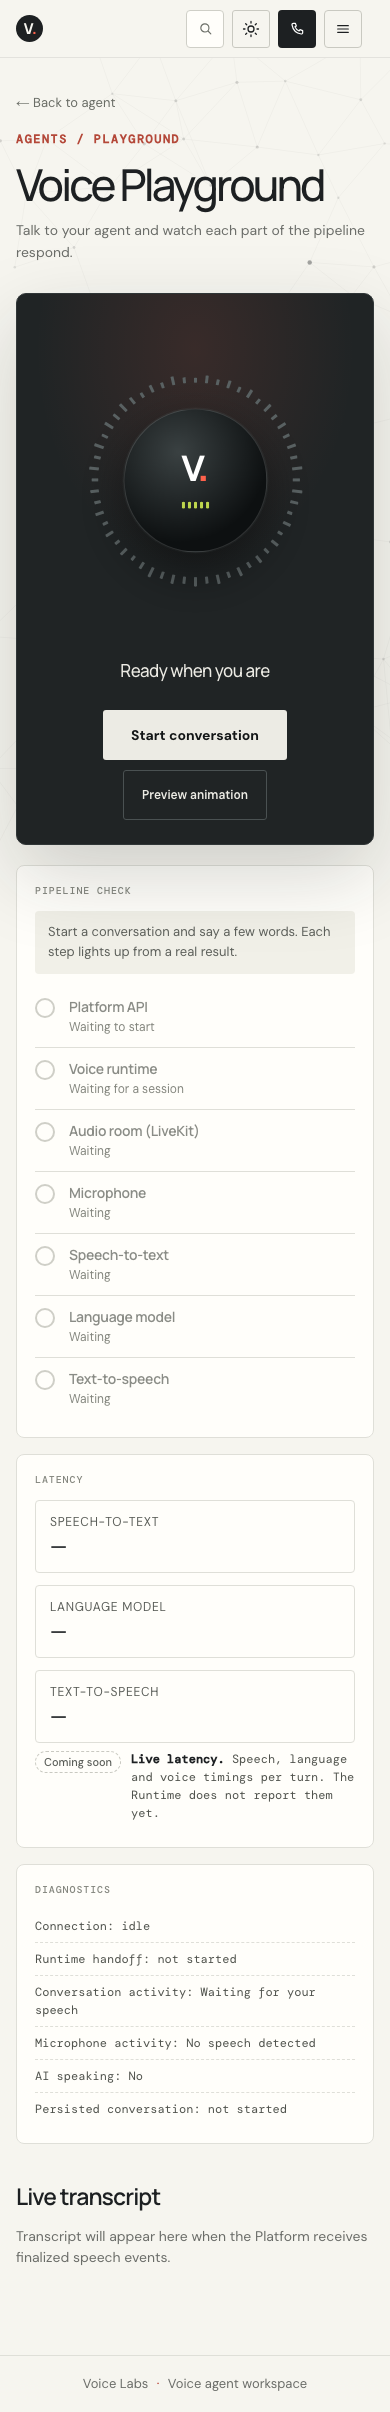 V.
← Back to agent
AGENTS / PLAYGROUND
Voice Playground
Talk to your agent and watch each part of the pipeline
respond.
V.
Ready when you are
Start conversation
Preview animation
PIPELINE CHECK
Start a conversation and say a few words. Each
step lights up from a real result.
Platform API
Waiting to start
Voice runtime
Waiting for a session
Audio room (LiveKit)
Waiting
Microphone
Waiting
Speech-to-text
Waiting
Language model
Waiting
Text-to-speech
Waiting
LATENCY
SPEECH-TO-TEXT
—
LANGUAGE MODEL
—
TEXT-TO-SPEECH
—
Coming soon
Live latency. Speech, language
and voice timings per turn. The
Runtime does not report them
yet.
DIAGNOSTICS
Connection: idle
Runtime handoff: not started
Conversation activity: Waiting for your
speech
Microphone activity: No speech detected
AI speaking: No
Persisted conversation: not started
Live transcript
Transcript will appear here when the Platform receives
finalized speech events.
Voice Labs · Voice agent workspace